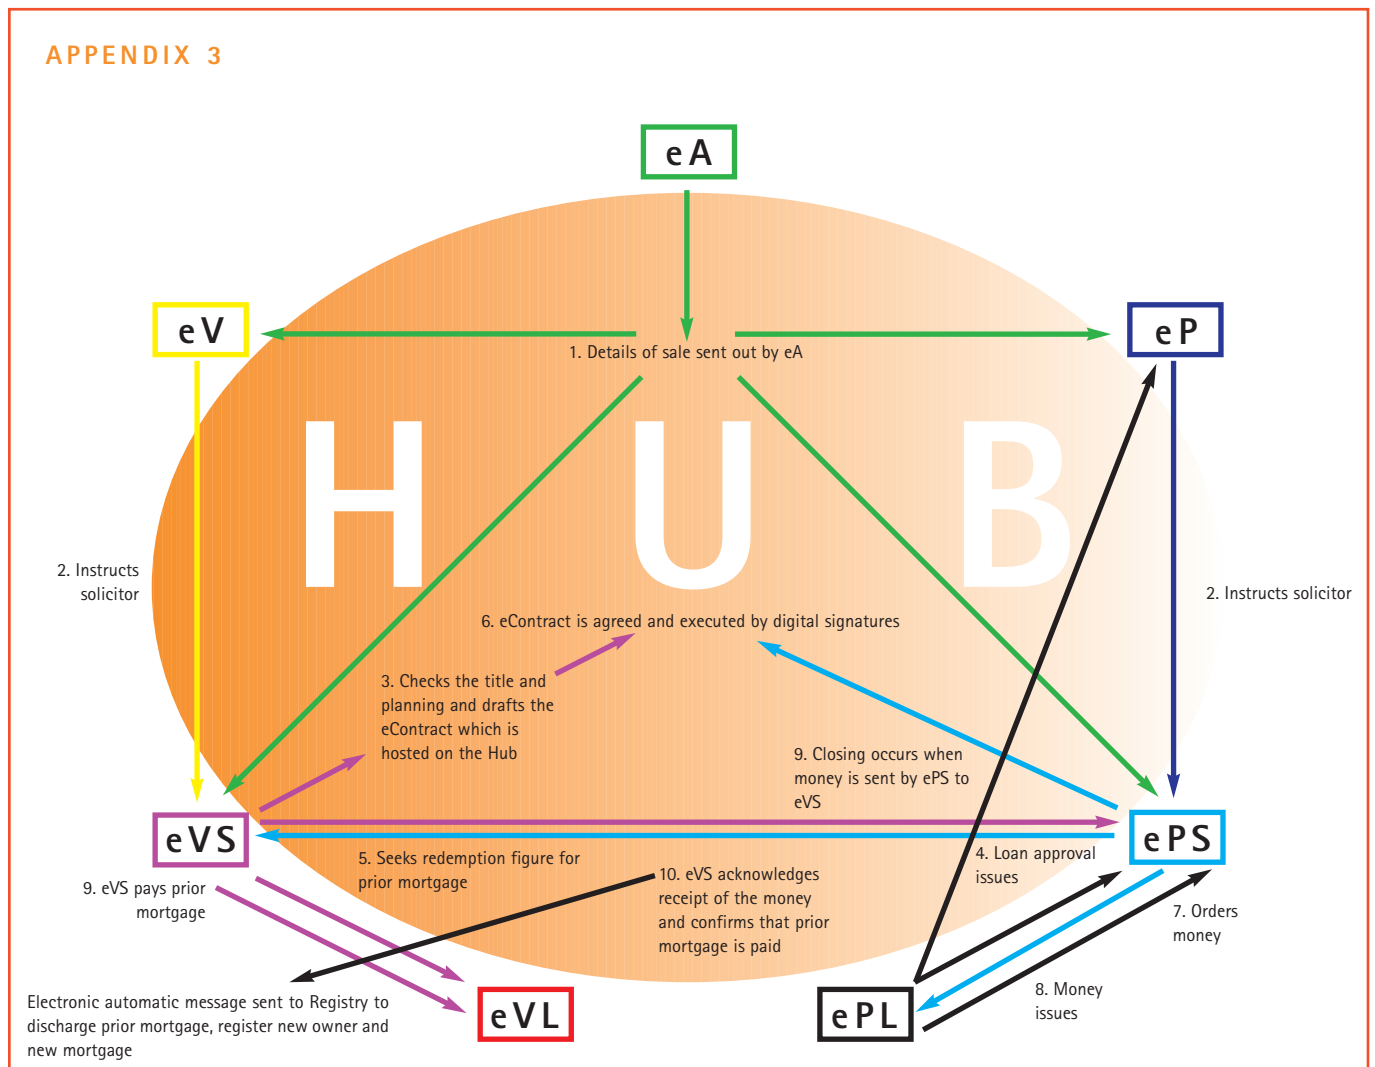 APPENDIX 3
eA
eV
eP
1. Details of sale sent out by eA
HUB
2. Instructs
solicitor
2. Instructs solicitor
6. eContract is agreed and executed by digital signatures
3. Checks the title and
planning and drafts the
eContract which is
hosted on the Hub
9. Closing occurs when
money is sent by ePS to
eVS
eVS
ePS
5. Seeks redemption figure for
prior mortgage
4. Loan approval
issues
10. eVS acknowledges
receipt of the money
and confirms that prior
mortgage is paid
9. eVS pays prior
mortgage
7. Orders
money
8. Money
issues
eVL
ePL
Electronic automatic message sent to Registry to
discharge prior mortgage, register new owner and
new mortgage